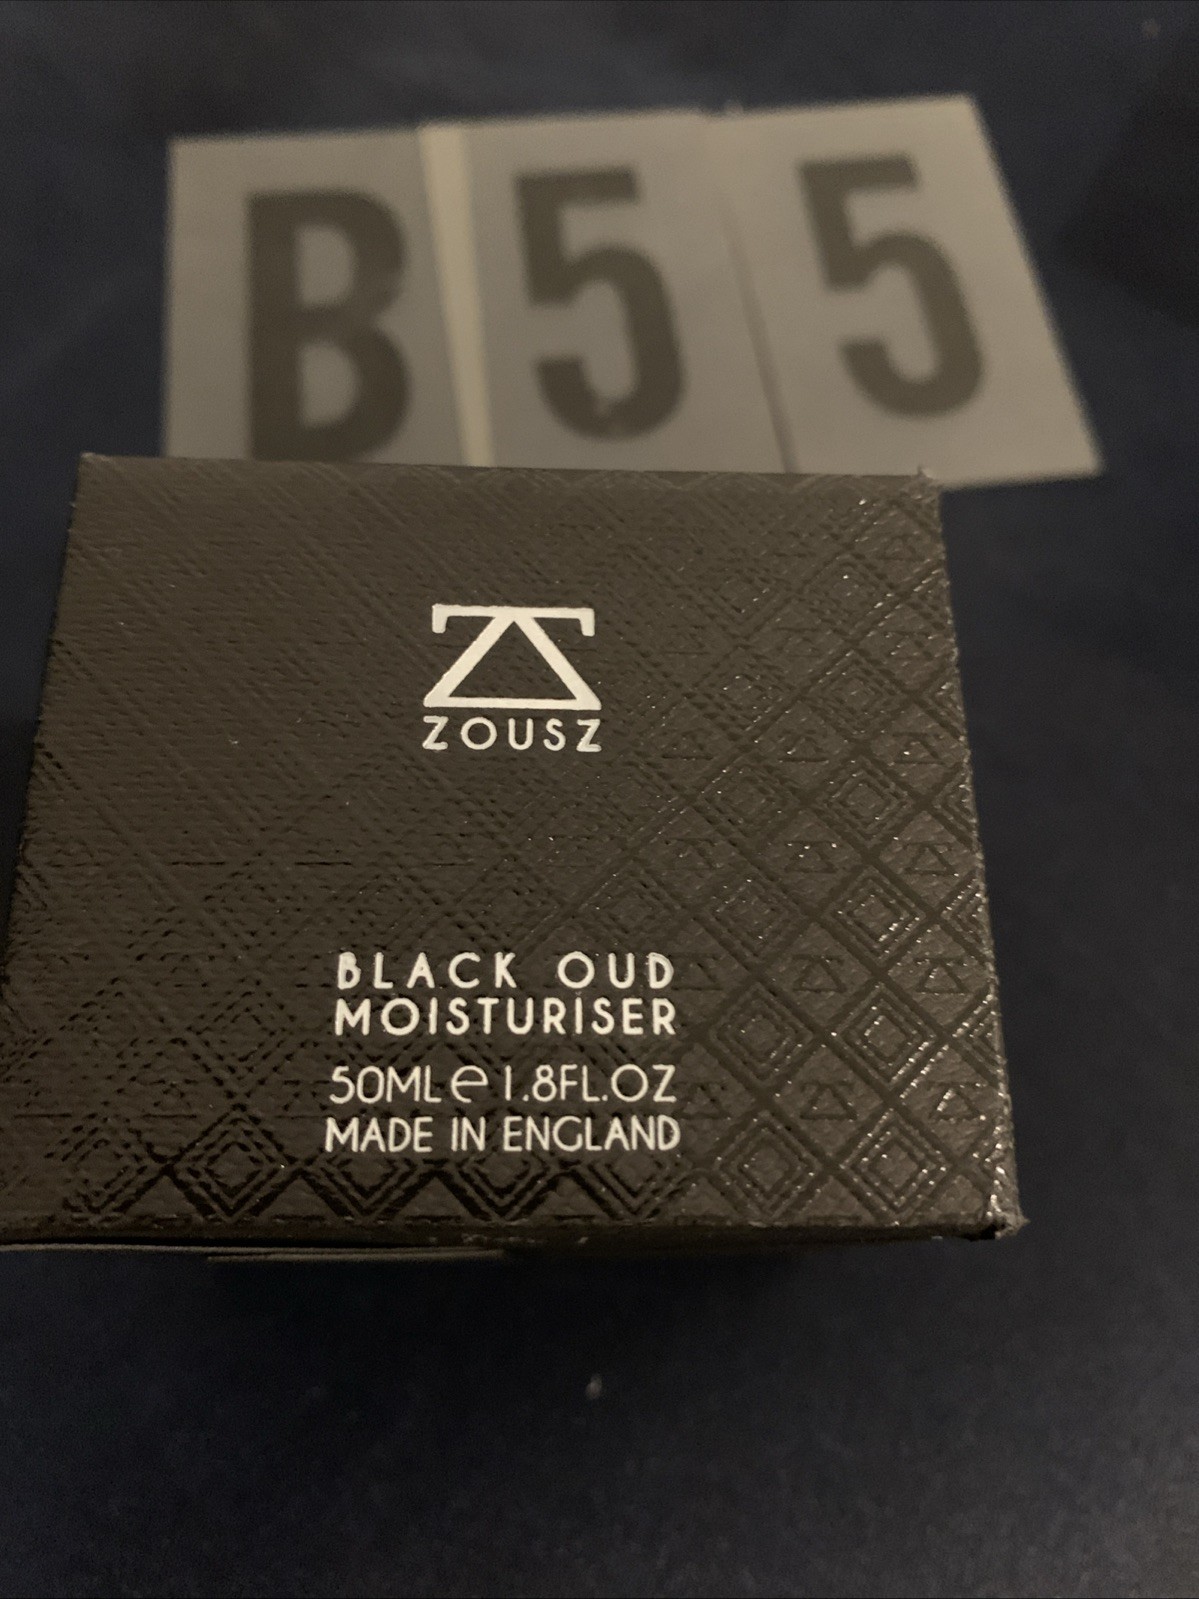 B55
ZOUSZ
BLACK OUD
MOISTURISER
50ML e 1.8FL.OZ
MADE IN ENGLAND